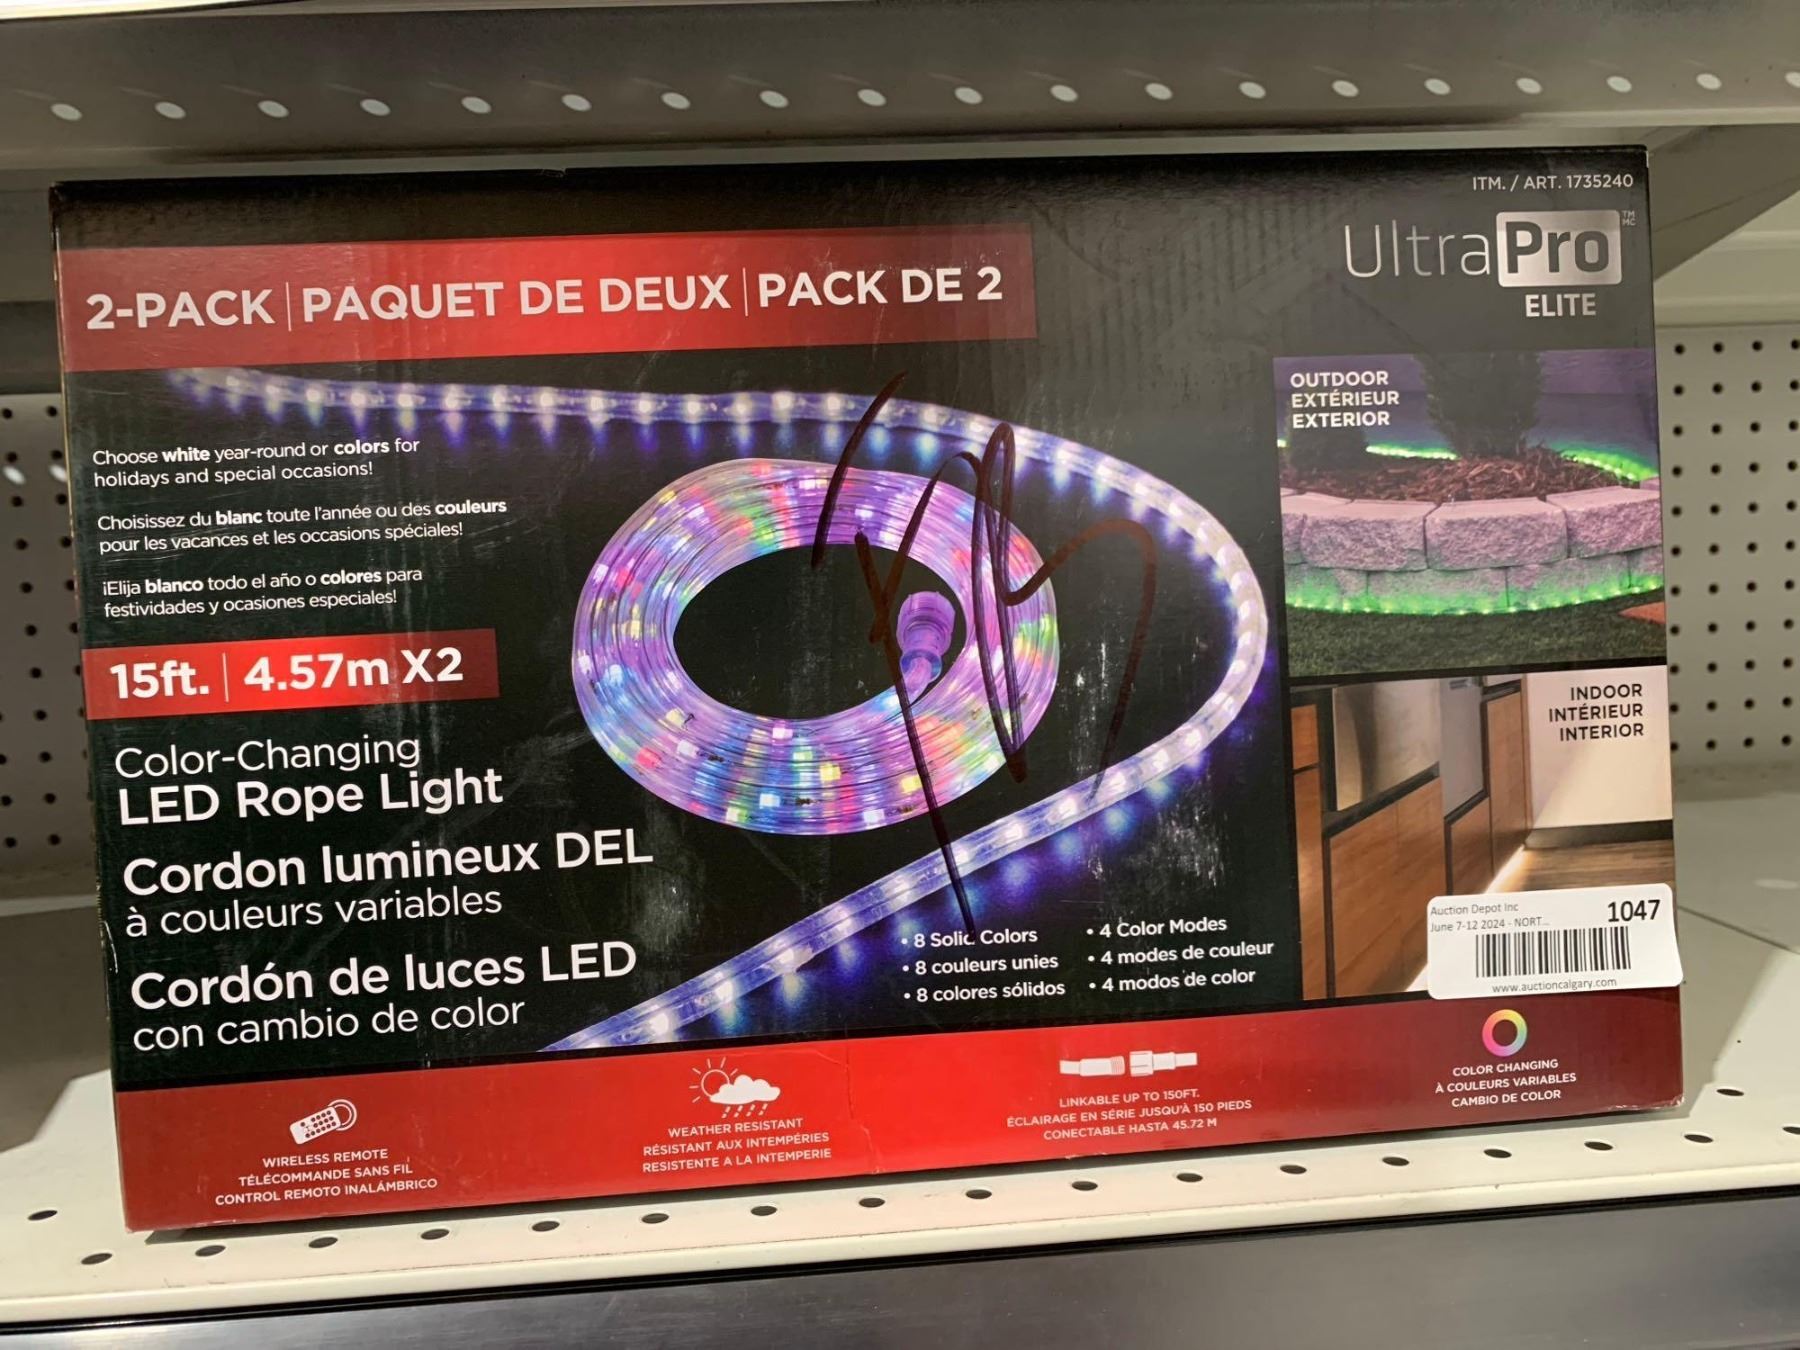 ITM. / ART. 1735240
UltraPro TM MC
ELITE
2-PACK | PAQUET DE DEUX | PACK DE 2
Choose white year-round or colors for
holidays and special occasions!
Choisissez du blanc toute l'année ou des couleurs
pour les vacances et les occasions spéciales!
¡Elija blanco todo el año o colores para
festividades y ocasiones especiales!
15ft. | 4.57m X2
Color-Changing
LED Rope Light
Cordon lumineux DEL
à couleurs variables
Cordón de luces LED
con cambio de color
• 8 Solid Colors
• 8 couleurs unies
• 8 colores sólidos
• 4 Color Modes
• 4 modes de couleur
• 4 modos de color
OUTDOOR
EXTÉRIEUR
EXTERIOR
INDOOR
INTÉRIEUR
INTERIOR
Auction Depot Inc
June 7-12 2024 - NORT...
1047
www.auctioncalgary.com
WIRELESS REMOTE
TÉLÉCOMMANDE SANS FIL
CONTROL REMOTO INALÁMBRICO
WEATHER RESISTANT
RÉSISTANT AUX INTEMPÉRIES
RESISTENTE A LA INTEMPERIE
LINKABLE UP TO 150FT.
ÉCLAIRAGE EN SÉRIE JUSQU'À 150 PIEDS
CONECTABLE HASTA 45.72 M
COLOR CHANGING
À COULEURS VARIABLES
CAMBIO DE COLOR